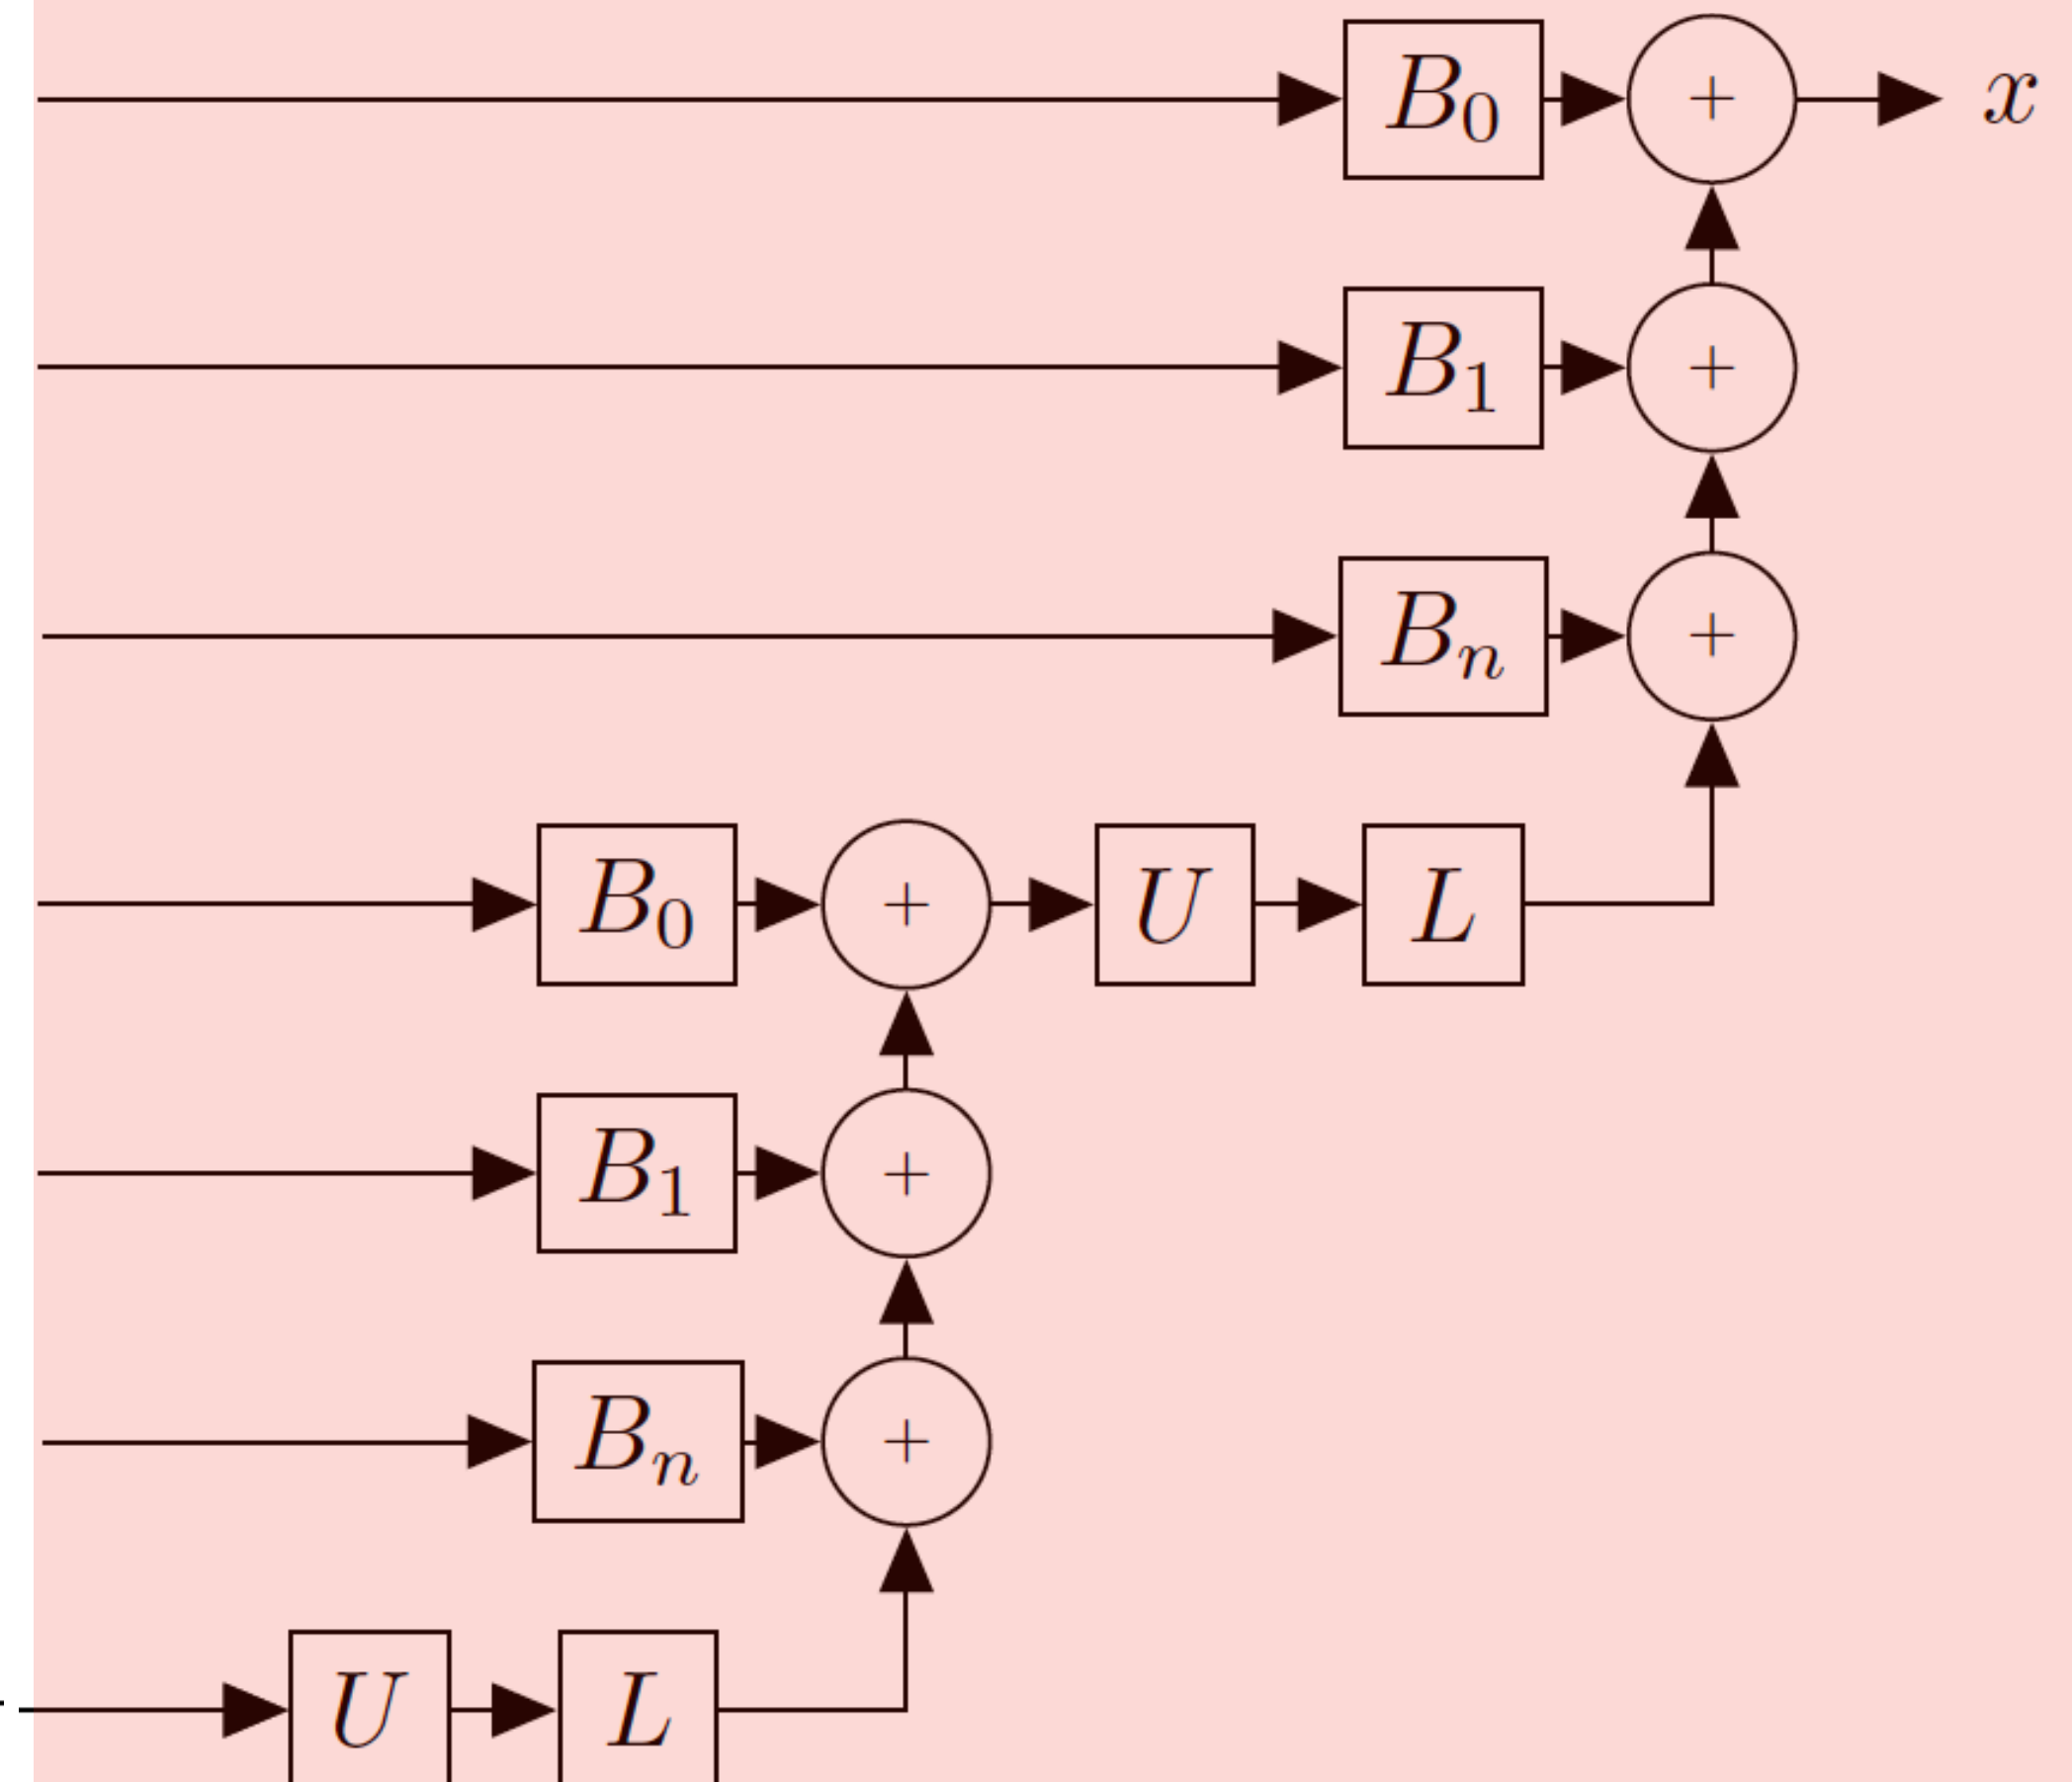 B₀ + x
B₁ +
Bₙ +
B₀ + U L
B₁ +
Bₙ +
U L